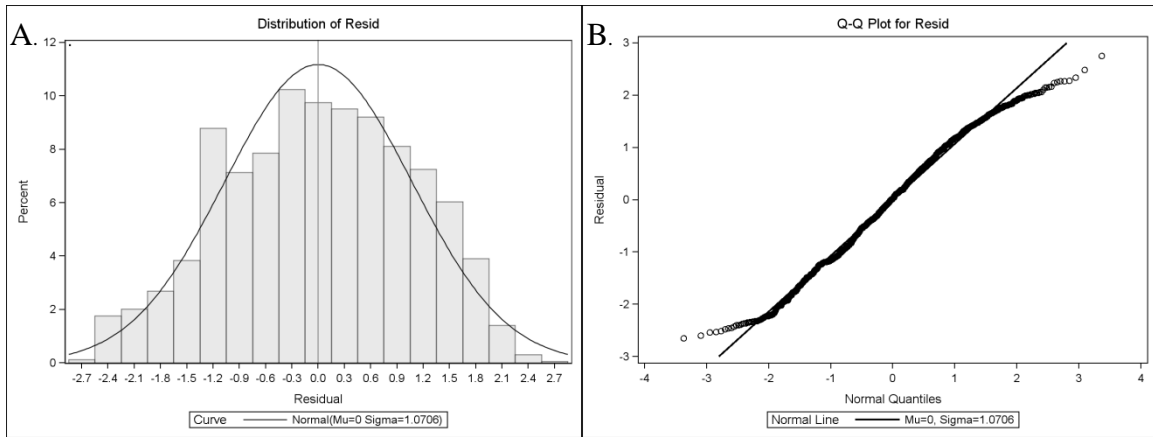 A.
Distribution of Resid
12
10
8
6
4
2
0
Percent
-2.7 -2.4 -2.1 -1.8 -1.5 -1.2 -0.9 -0.6 -0.3 0.0 0.3 0.6 0.9 1.2 1.5 1.8 2.1 2.4 2.7
Residual
Curve Normal(Mu=0 Sigma=1.0706)
B.
Q-Q Plot for Resid
3
2
1
0
-1
-2
-3
Residual
-4 -3 -2 -1 0 1 2 3 4
Normal Quantiles
Normal Line Mu=0, Sigma=1.0706